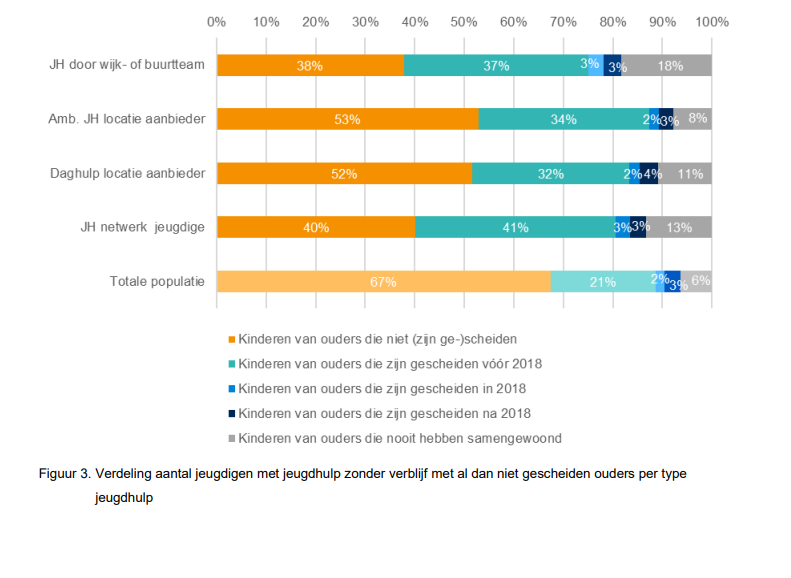 0% 10% 20% 30% 40% 50% 60% 70% 80% 90% 100%
JH door wijk- of buurtteam 38% 37% 3% 3% 18%
Amb. JH locatie aanbieder 53% 34% 2% 3% 8%
Daghulp locatie aanbieder 52% 32% 2% 4% 11%
JH netwerk jeugdige 40% 41% 3% 3% 13%
Totale populatie 67% 21% 2% 3% 6%
Kinderen van ouders die niet (zijn ge-)scheiden
Kinderen van ouders die zijn gescheiden vóór 2018
Kinderen van ouders die zijn gescheiden in 2018
Kinderen van ouders die zijn gescheiden na 2018
Kinderen van ouders die nooit hebben samengewoond
Figuur 3. Verdeling aantal jeugdigen met jeugdhulp zonder verblijf met al dan niet gescheiden ouders per type
jeugdhulp